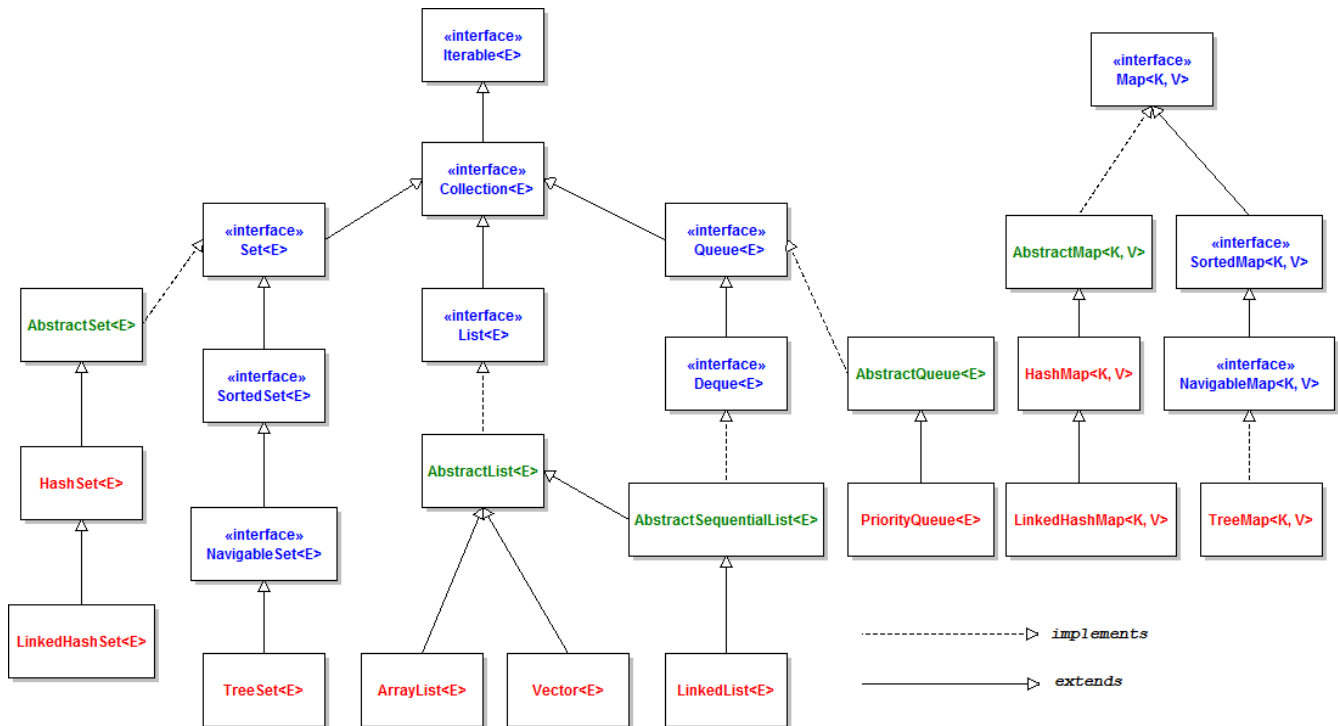 «interface»
Iterable<E>
«interface»
Map<K, V>
«interface»
Collection<E>
«interface»
Set<E>
«interface»
Queue<E>
AbstractMap<K, V>
«interface»
SortedMap<K, V>
AbstractSet<E>
«interface»
List<E>
«interface»
SortedSet<E>
«interface»
Deque<E>
AbstractQueue<E>
HashMap<K, V>
«interface»
NavigableMap<K, V>
HashSet<E>
AbstractList<E>
AbstractSequentialList<E>
PriorityQueue<E>
LinkedHashMap<K, V>
TreeMap<K, V>
«interface»
NavigableSet<E>
LinkedHashSet<E>
implements
TreeSet<E>
ArrayList<E>
Vector<E>
LinkedList<E>
extends